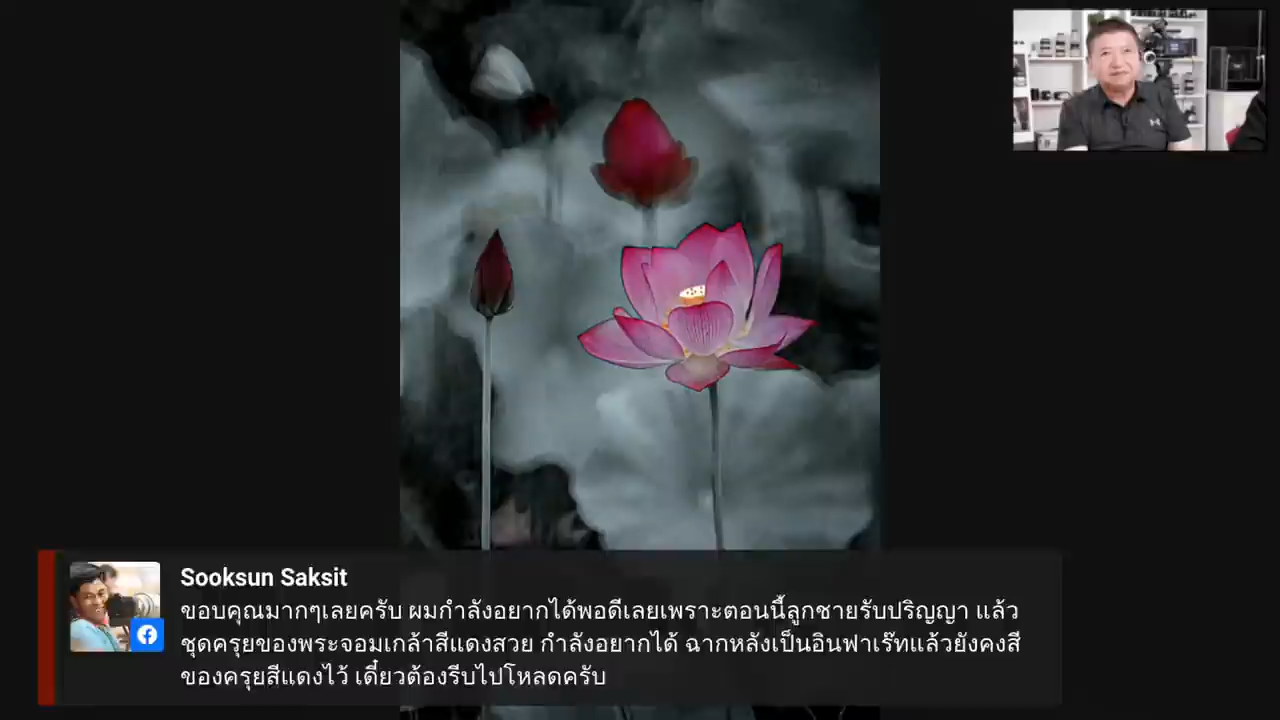 Sooksun Saksit
ขอบคุณมากๆเลยครับ ผมกำลังอยากได้พอดีเลยเพราะตอนนี้ลูกชายรับปริญญา แล้ว
ชุดครุยของพระจอมเกล้าสีแดงสวย กำลังอยากได้ ฉากหลังเป็นอินฟาเร๊ทแล้วยังคงสี
ของครุยสีแดงไว้ เดี๋ยวต้องรีบไปโหลดครับ